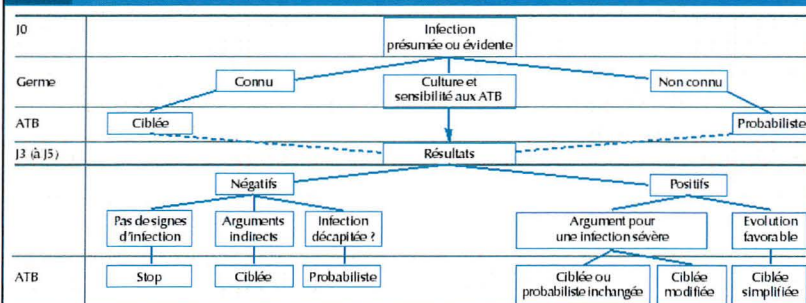 J0
Infection
présumée ou évidente
Germe
Connu
Culture et
sensibilité aux ATB
Non connu
ATB
Ciblée
Probabiliste
J3 (à J5)
Résultats
Négatifs
Positifs
Pas de signes
d'infection
Arguments
indirects
Infection
décapitée ?
Argument pour
une infection sévère
Evolution
favorable
ATB
Stop
Ciblée
Probabiliste
Ciblée ou
probabiliste inchangée
Ciblée
modifiée
Ciblée
simplifiée